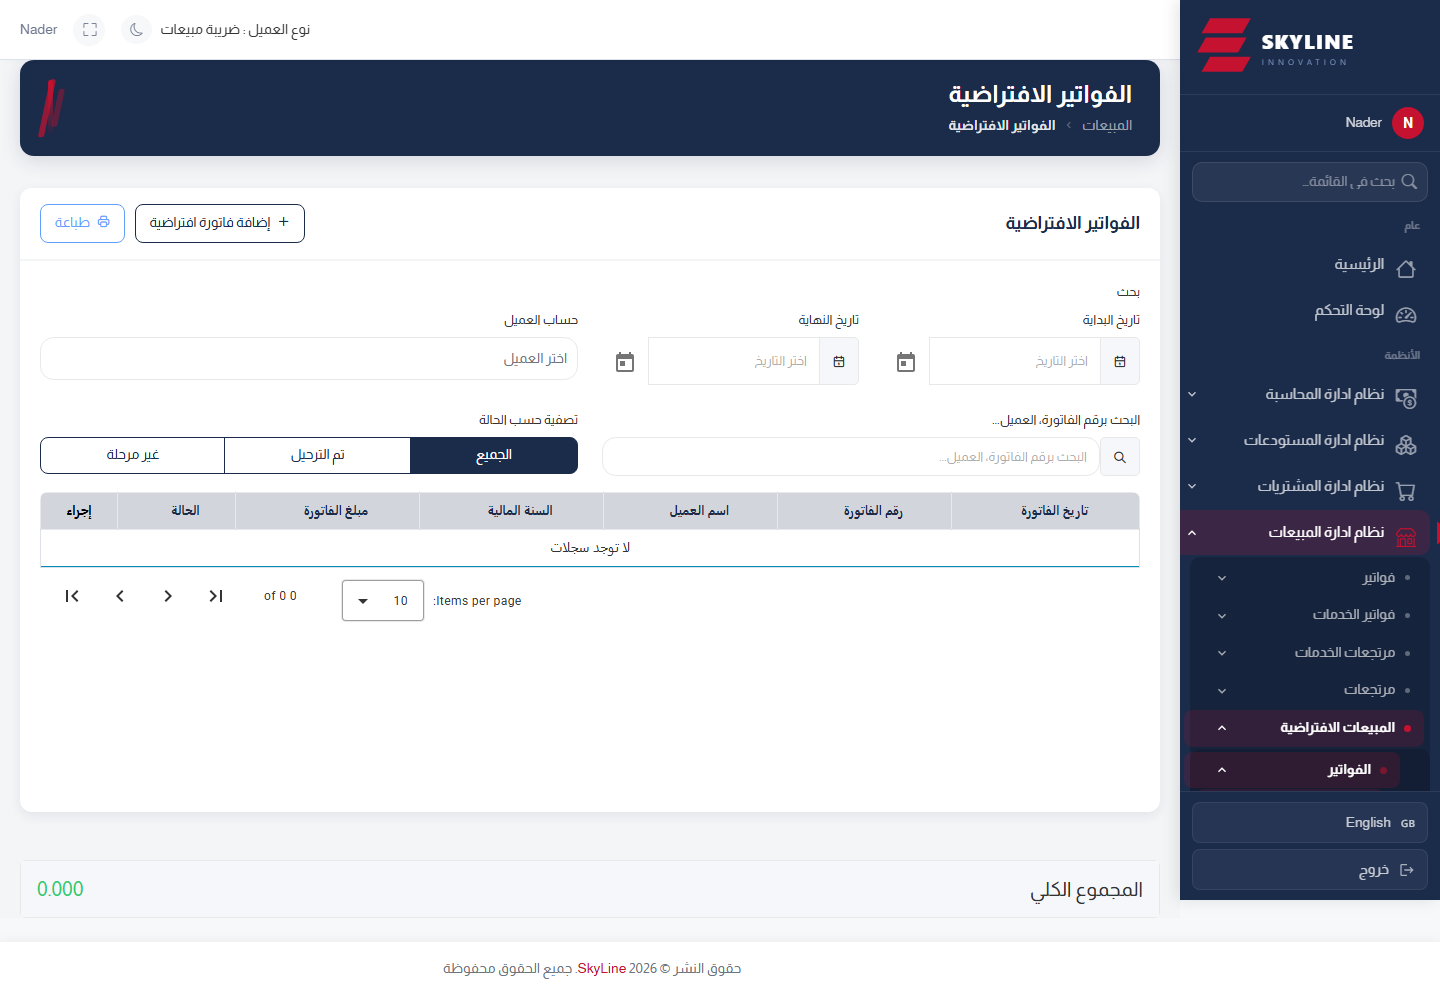 SKYLINE
INNOVATION
N
Nader
بحث في القائمة...
عام
الرئيسية
لوحة التحكم
الأنظمة
نظام ادارة المحاسبة
نظام ادارة المستودعات
نظام ادارة المشتريات
نظام ادارة المبيعات
فواتير
فواتير الخدمات
مرتجعات الخدمات
مرتجعات
المبيعات الافتراضية
الفواتير
GB English
خروج
نوع العميل : ضريبة مبيعات
Nader
الفواتير الافتراضية
المبيعات › الفواتير الافتراضية
الفواتير الافتراضية
إضافة فاتورة افتراضية
طباعة
بحث
تاريخ البداية
تاريخ النهاية
حساب العميل
اختر التاريخ
اختر التاريخ
اختر العميل
البحث برقم الفاتورة، العميل...
تصفية حسب الحالة
البحث برقم الفاتورة، العميل...
الجميع
تم الترحيل
غير مرحلة
تاريخ الفاتورة
رقم الفاتورة
اسم العميل
السنة المالية
مبلغ الفاتورة
الحالة
إجراء
لا توجد سجلات
:Items per page
10
of 0 0
المجموع الكلي
0.000
حقوق النشر © 2026 SkyLine. جميع الحقوق محفوظة